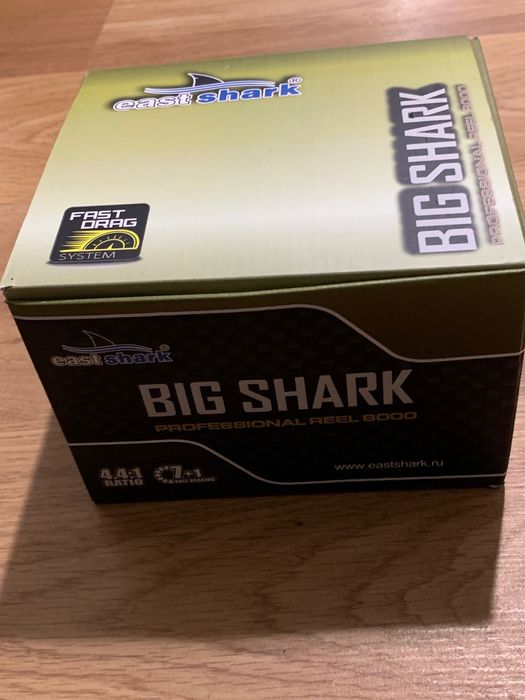 east shark®
BIG SHARK
PROFESSIONAL REEL 8000
FAST
DRAG
SYSTEM
east shark®
BIG SHARK
PROFESSIONAL REEL 8000
4.4:1
RATIO
7+1
BALL BEARING
www.eastshark.ru